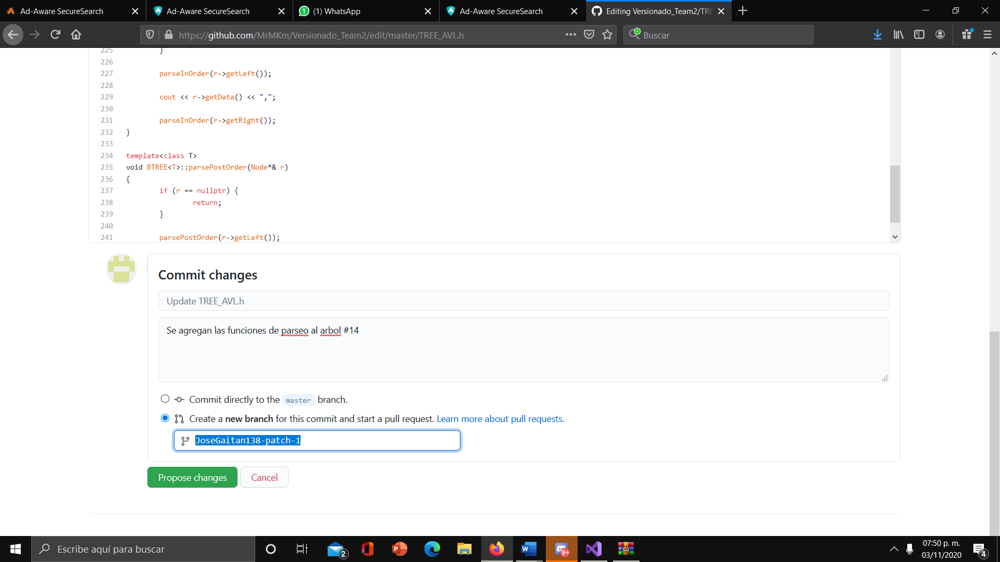 Ad-Aware SecureSearch
Ad-Aware SecureSearch
(1) WhatsApp
Ad-Aware SecureSearch
Editing Versionado_Team2/TRE
https://github.com/MrMKm/Versionado_Team2/edit/master/TREE_AVL.h
Buscar
225 }
226
227 parseInOrder(r->getLeft());
228
229 cout << r->getData() << ",";
230
231 parseInOrder(r->getRight());
232 }
233
234 template<class T>
235 void BTREE<T>::parsePostOrder(Node*& r)
236 {
237 if (r == nullptr) {
238 return;
239 }
240
241 parsePostOrder(r->getLeft());
Commit changes
Update TREE_AVL.h
Se agregan las funciones de parseo al arbol #14
Commit directly to the master branch.
Create a new branch for this commit and start a pull request. Learn more about pull requests.
JoseGaitan138-patch-1
Propose changes
Cancel
Escribe aquí para buscar
2
9+
07:50 p. m.
03/11/2020
4